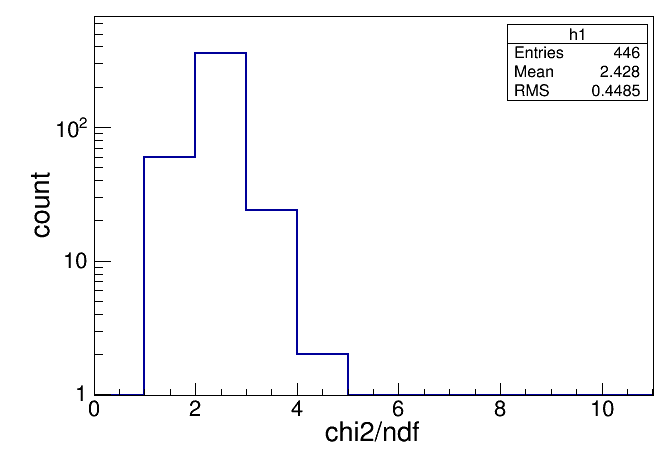 h1
Entries 446
Mean 2.428
RMS 0.4485
10²
10
1
count
0 2 4 6 8 10
chi2/ndf